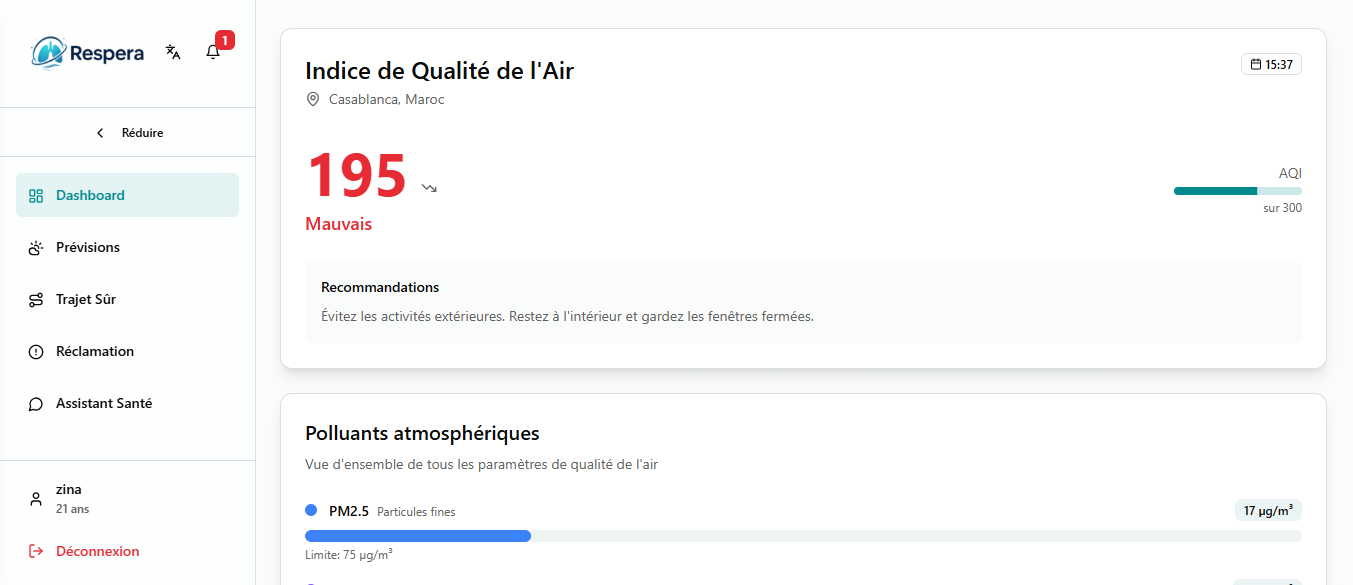 Respera
1
Réduire
Dashboard
Prévisions
Trajet Sûr
Réclamation
Assistant Santé
zina
21 ans
Déconnexion
Indice de Qualité de l'Air
15:37
Casablanca, Maroc
195
Mauvais
AQI
sur 300
Recommandations
Évitez les activités extérieures. Restez à l'intérieur et gardez les fenêtres fermées.
Polluants atmosphériques
Vue d'ensemble de tous les paramètres de qualité de l'air
PM2.5 Particules fines 17 µg/m³
Limite: 75 µg/m³